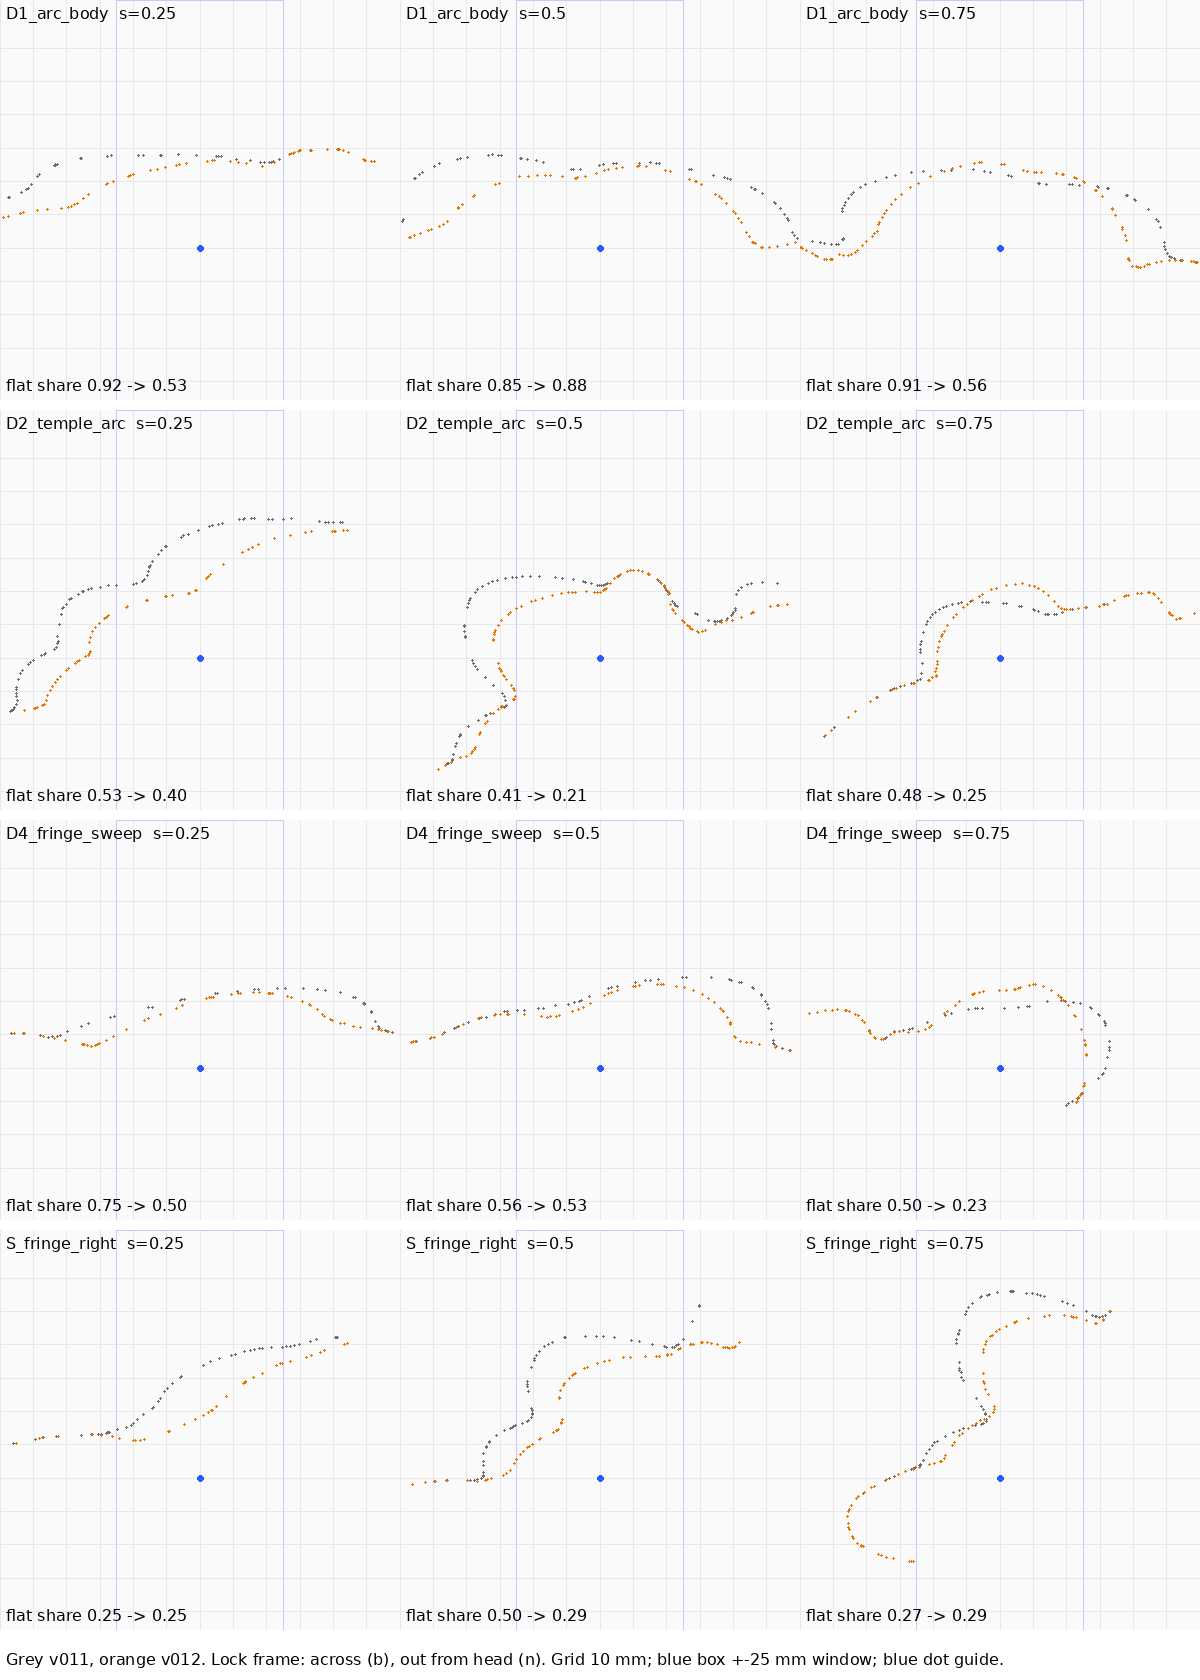 D1_arc_body s=0.25
D1_arc_body s=0.5
D1_arc_body s=0.75
flat share 0.92 -> 0.53
flat share 0.85 -> 0.88
flat share 0.91 -> 0.56
D2_temple_arc s=0.25
D2_temple_arc s=0.5
D2_temple_arc s=0.75
flat share 0.53 -> 0.40
flat share 0.41 -> 0.21
flat share 0.48 -> 0.25
D4_fringe_sweep s=0.25
D4_fringe_sweep s=0.5
D4_fringe_sweep s=0.75
flat share 0.75 -> 0.50
flat share 0.56 -> 0.53
flat share 0.50 -> 0.23
S_fringe_right s=0.25
S_fringe_right s=0.5
S_fringe_right s=0.75
flat share 0.25 -> 0.25
flat share 0.50 -> 0.29
flat share 0.27 -> 0.29
Grey v011, orange v012. Lock frame: across (b), out from head (n). Grid 10 mm; blue box +-25 mm window; blue dot guide.